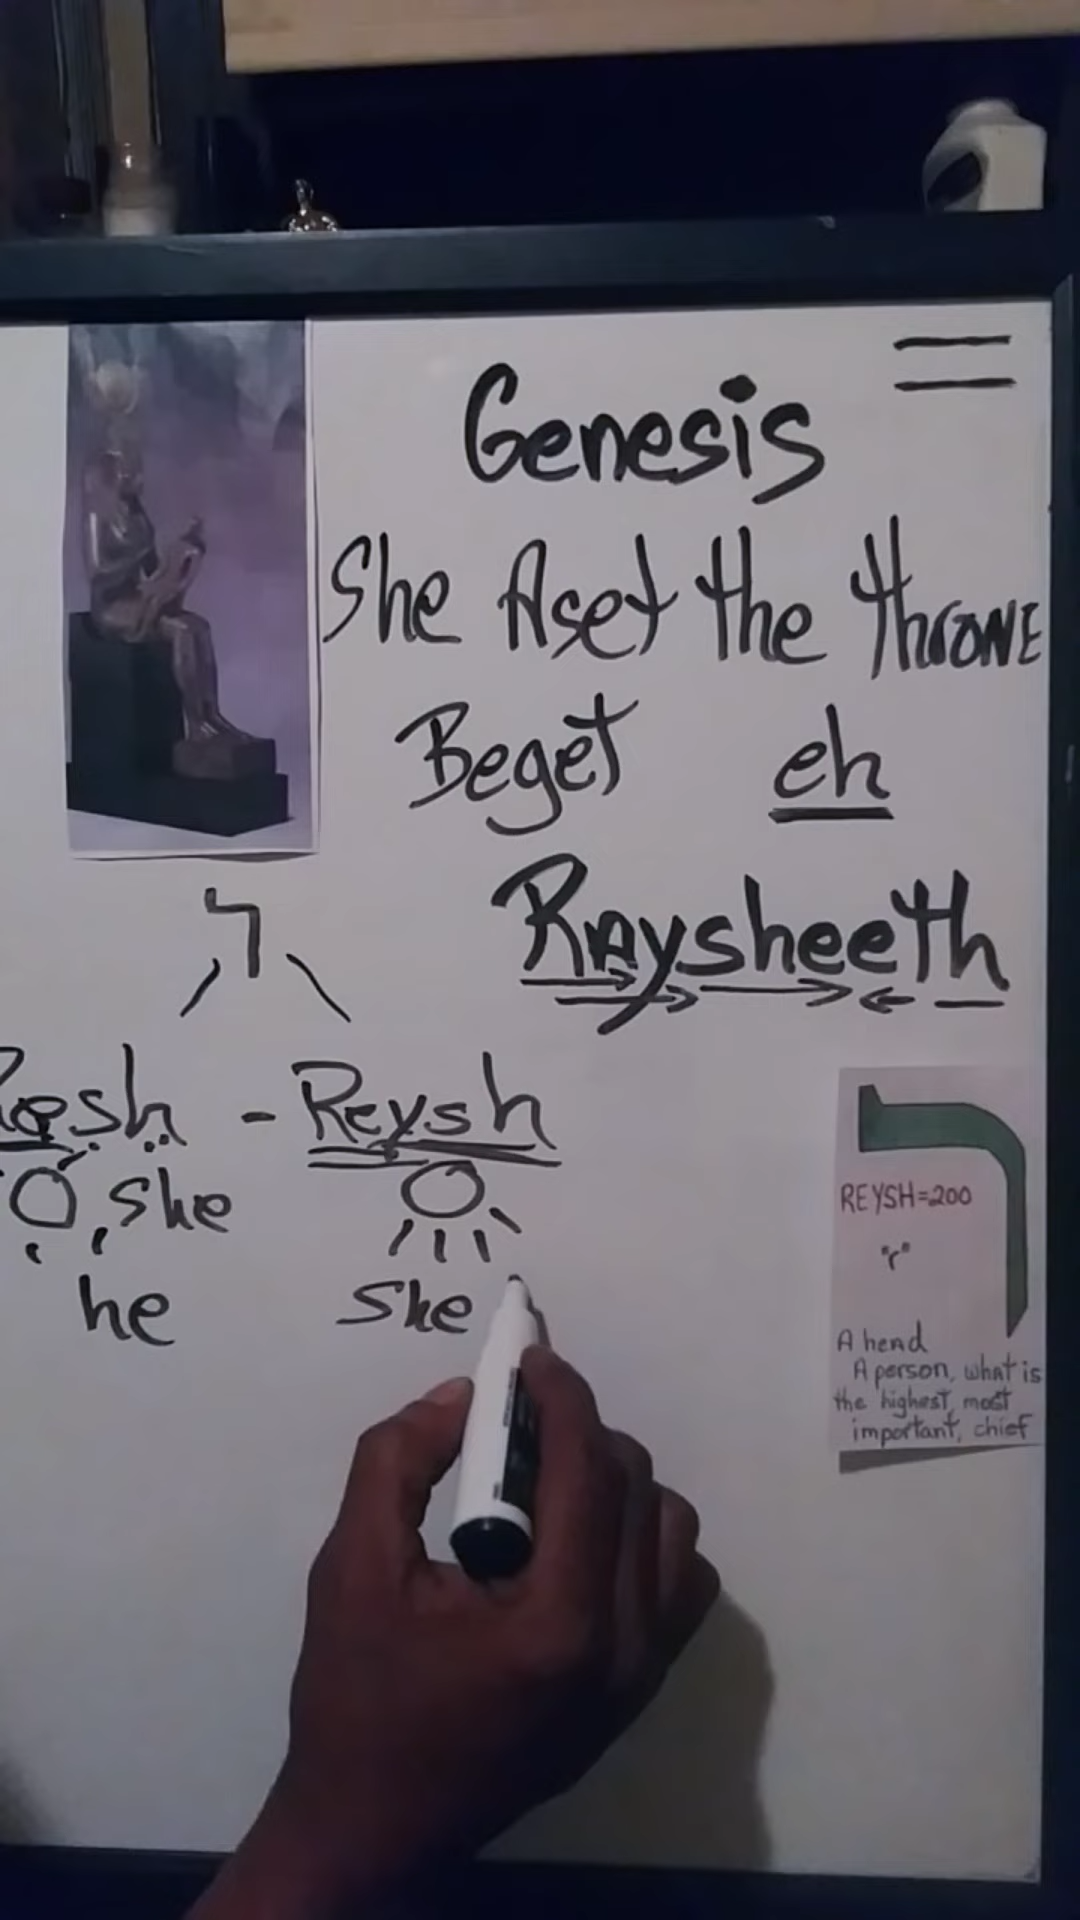 =
Genesis
She Aset the Throne
Beget eh
Raysheeth
ר
Resh - Reysh
she
he she
REYSH=200
"r"
A head
A person, what is
the highest, most
important, chief